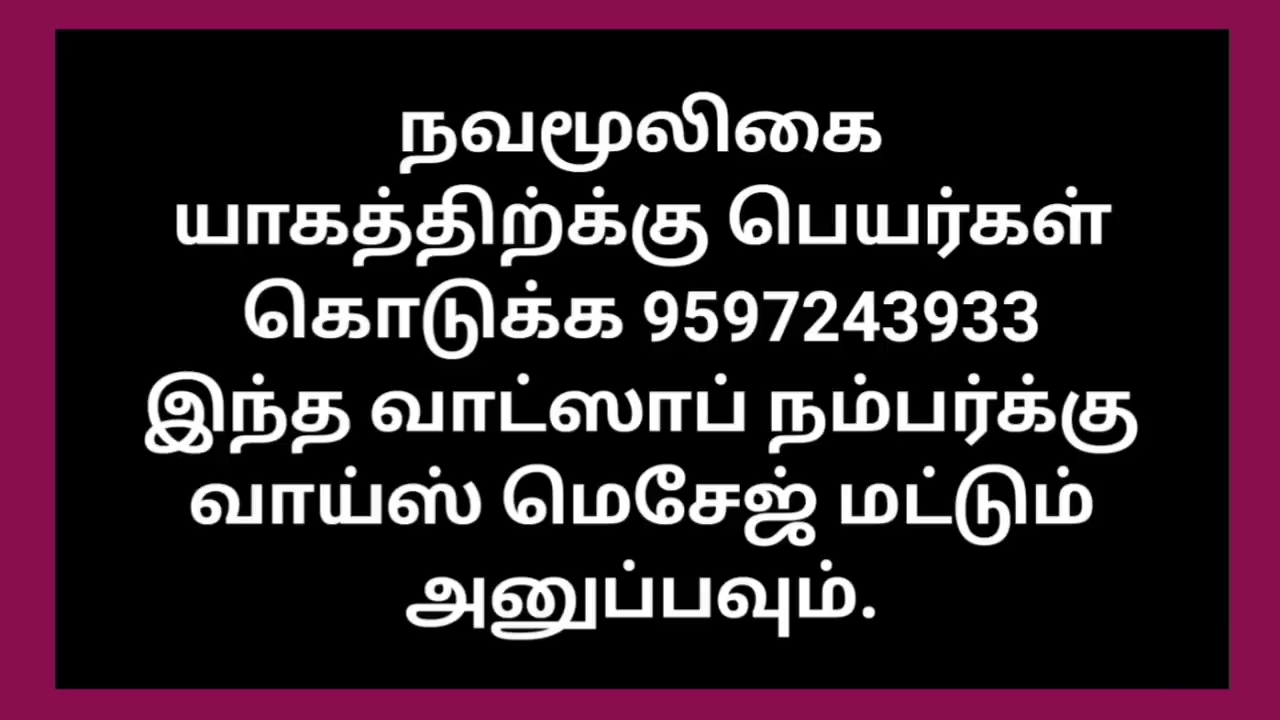 நவமூலிகை
யாகத்திற்க்கு பெயர்கள்
கொடுக்க 9597243933
இந்த வாட்ஸாப் நம்பர்க்கு
வாய்ஸ் மெசேஜ் மட்டும்
அனுப்பவும்.